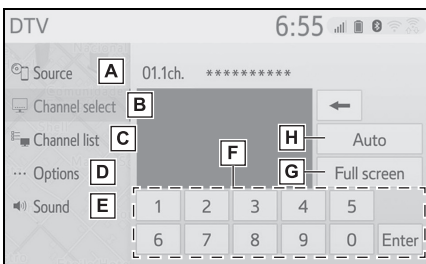 DTV 6:55
Source A 01.1ch. **********
Channel select B
Channel list C F H Auto
... Options D G Full screen
Sound E 1 2 3 4 5
6 7 8 9 0 Enter